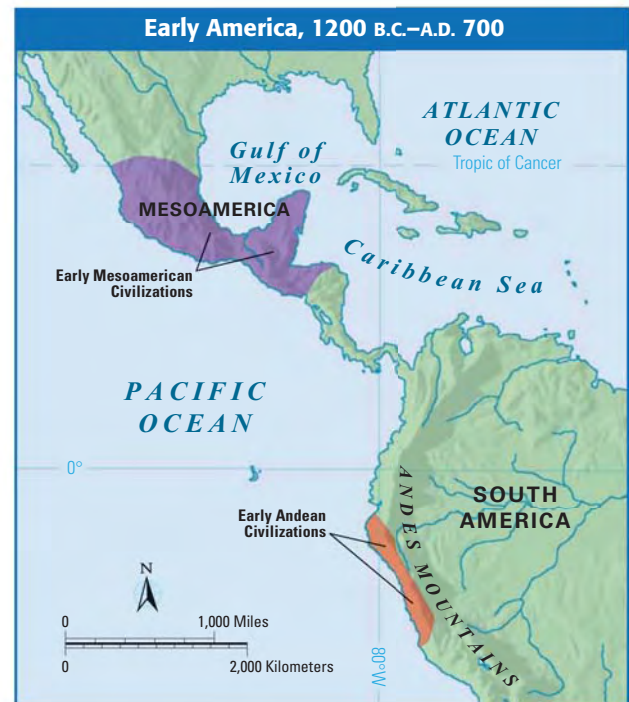 Early America, 1200 B.C.–A.D. 700
ATLANTIC
OCEAN
Tropic of Cancer
Gulf of
Mexico
MESOAMERICA
Caribbean Sea
Early Mesoamerican
Civilizations
PACIFIC
OCEAN
0°
ANDES MOUNTAINS
SOUTH
AMERICA
Early Andean
Civilizations
N
0 1,000 Miles
0 2,000 Kilometers
80°W